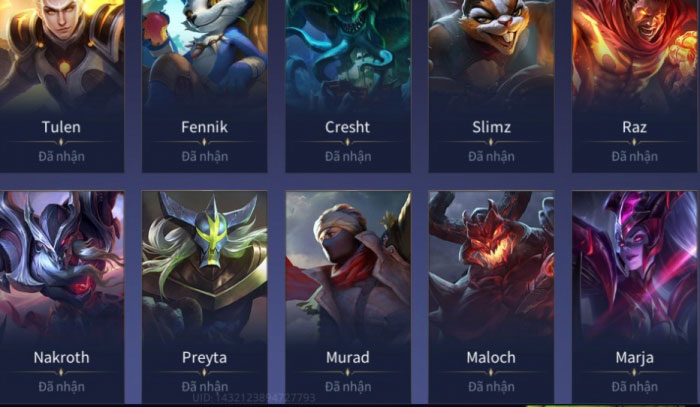 Tulen Fennik Cresht Slimz Raz
Đã nhận Đã nhận Đã nhận Đã nhận Đã nhận
Nakroth Preyta Murad Maloch Marja
Đã nhận Đã nhận Đã nhận Đã nhận Đã nhận
UID: 1432123894727793